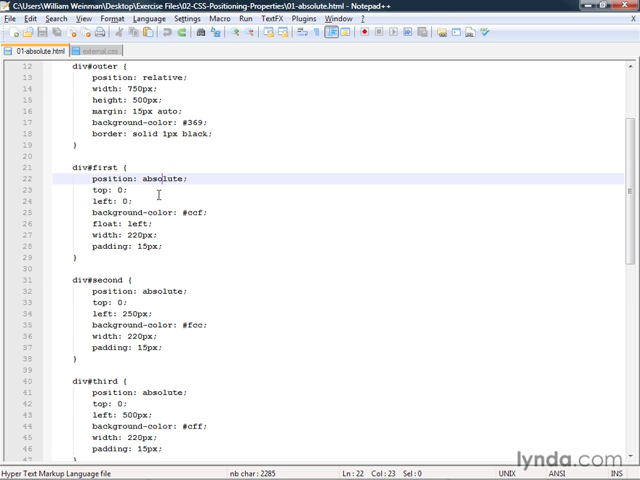 C:\Users\William Weinman\Desktop\Exercise Files\02-CSS-Positioning-Properties\01-absolute.html - Notepad++
File Edit Search View Format Language Settings Macro Run TextFX Plugins Window ? X
01-absolute.html external.css
12 div#outer {
13 position: relative;
14 width: 750px;
15 height: 500px;
16 margin: 15px auto;
17 background-color: #369;
18 border: solid 1px black;
19 }
20
21 div#first {
22 position: absolute;
23 top: 0;
24 left: 0;
25 background-color: #ccf;
26 float: left;
27 width: 220px;
28 padding: 15px;
29 }
30
31 div#second {
32 position: absolute;
33 top: 0;
34 left: 250px;
35 background-color: #fcc;
36 width: 220px;
37 padding: 15px;
38 }
39
40 div#third {
41 position: absolute;
42 top: 0;
43 left: 500px;
44 background-color: #cff;
45 width: 220px;
46 padding: 15px;
47 }
lynda.com
Hyper Text Markup Language file nb char : 2285 Ln : 22 Col : 23 Sel : 0 UNIX ANSI INS